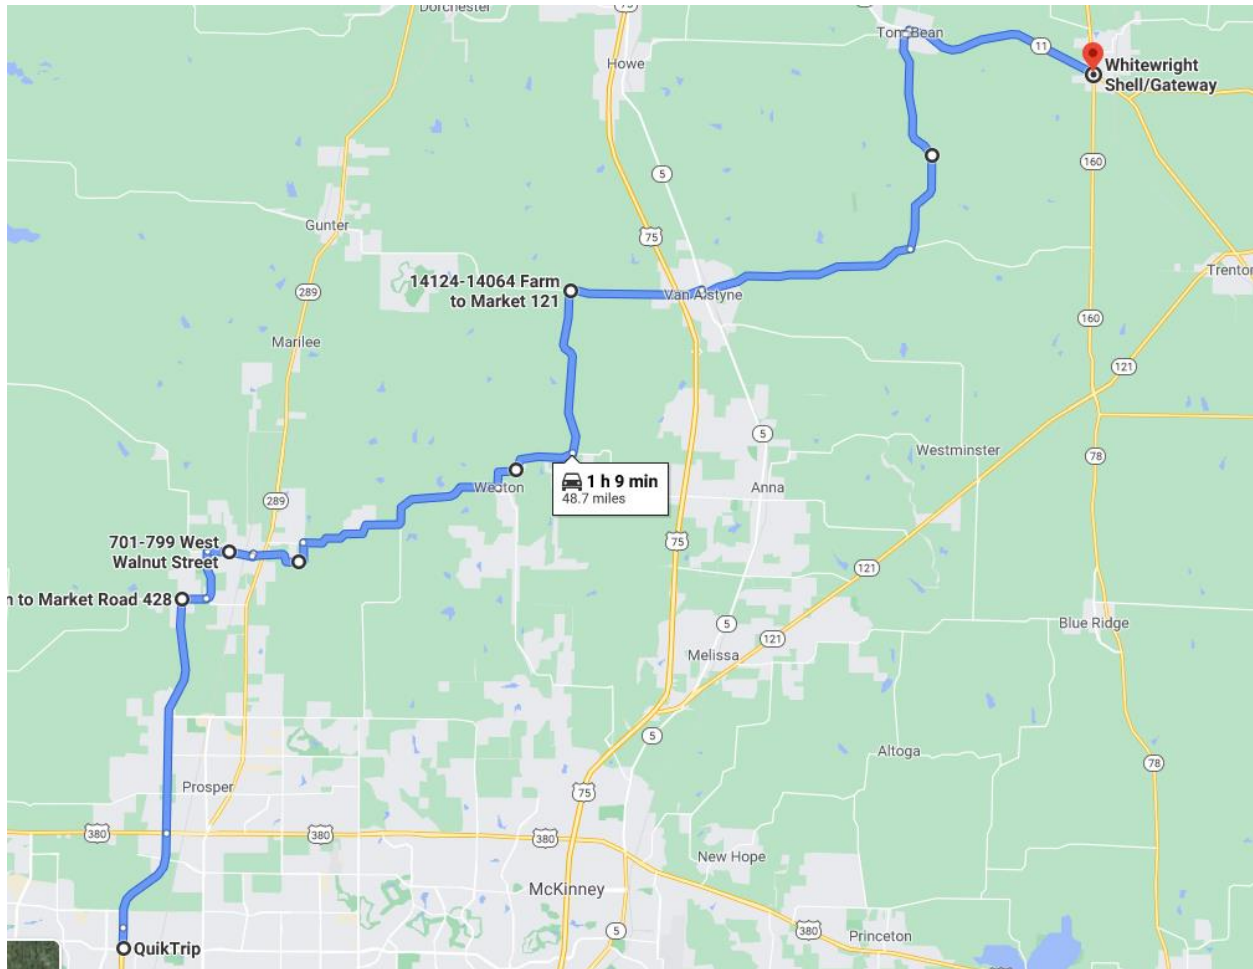 Dorchester
75
Tom Bean
11
Howe
Whitewright
Shell/Gateway
160
5
Gunter
75
Trenton
14124-14064 Farm
to Market 121
Van Alstyne
289
160
Marilee
121
5
Westminster
78
Weston
1 h 9 min
48.7 miles
Anna
289
701-799 West
Walnut Street
75
121
n to Market Road 428
5
121
Blue Ridge
Melissa
5
Altoga
78
Prosper
75
380
380
380
New Hope
McKinney
5
380
Princeton
QuikTrip